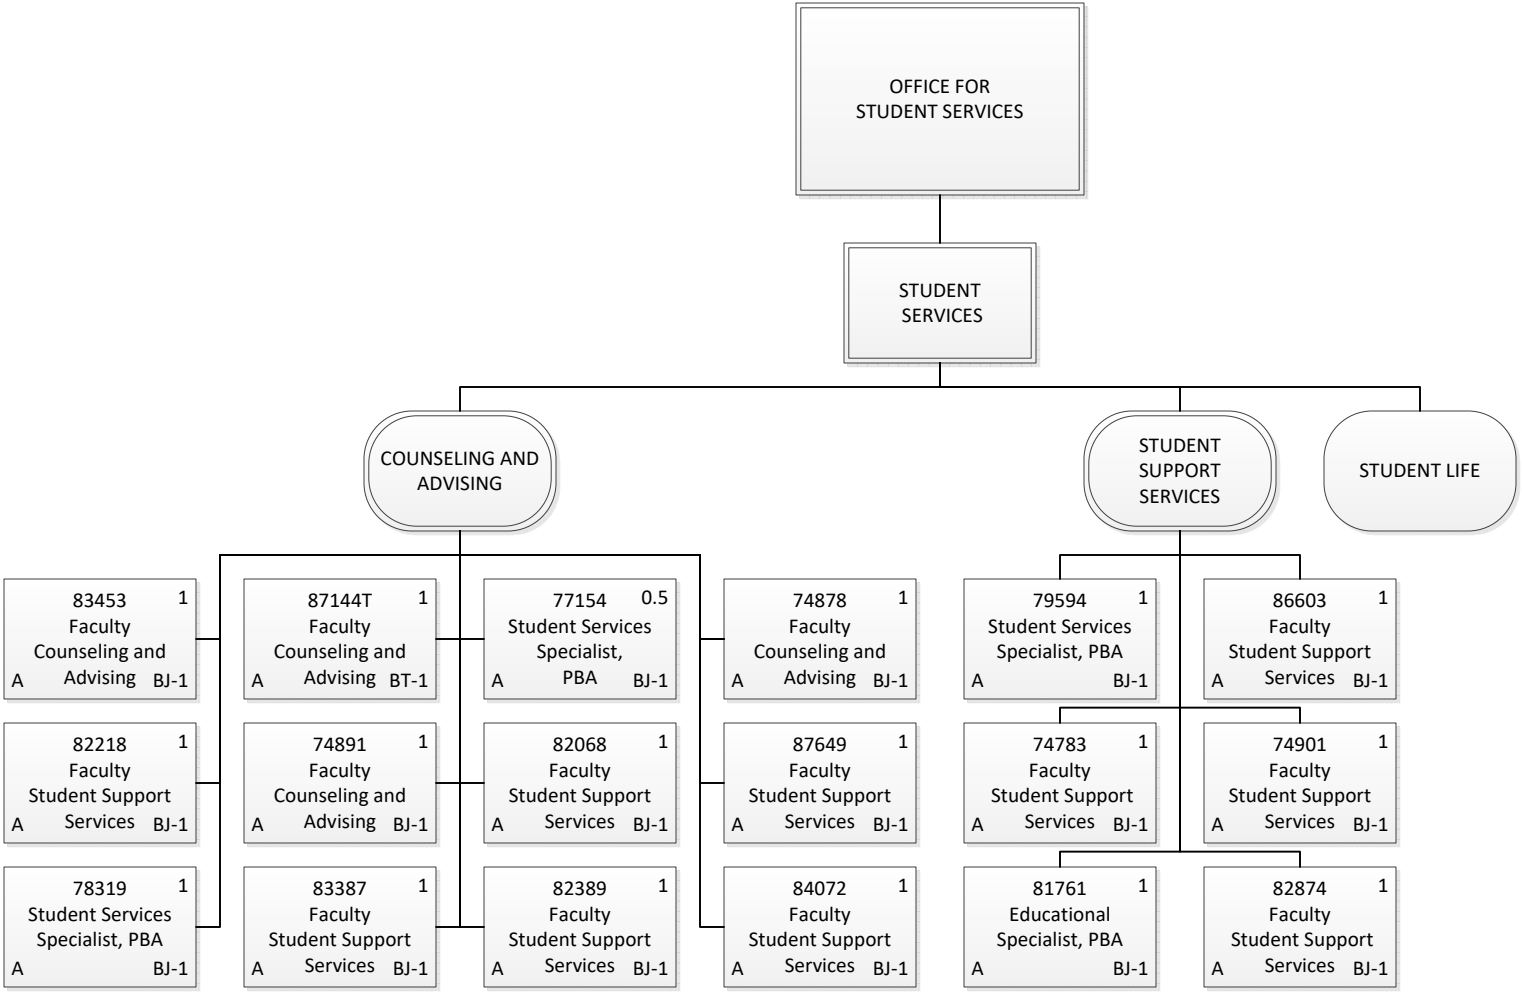 OFFICE FOR
STUDENT SERVICES
STUDENT
SERVICES
COUNSELING AND
ADVISING
STUDENT
SUPPORT
SERVICES
STUDENT LIFE
83453 1
Faculty
Counseling and
A Advising BJ-1
87144T 1
Faculty
Counseling and
A Advising BT-1
77154 0.5
Student Services
Specialist,
A PBA BJ-1
74878 1
Faculty
Counseling and
A Advising BJ-1
79594 1
Student Services
Specialist, PBA
A BJ-1
86603 1
Faculty
Student Support
A Services BJ-1
82218 1
Faculty
Student Support
A Services BJ-1
74891 1
Faculty
Counseling and
A Advising BJ-1
82068 1
Faculty
Student Support
A Services BJ-1
87649 1
Faculty
Student Support
A Services BJ-1
74783 1
Faculty
Student Support
A Services BJ-1
74901 1
Faculty
Student Support
A Services BJ-1
78319 1
Student Services
Specialist, PBA
A BJ-1
83387 1
Faculty
Student Support
A Services BJ-1
82389 1
Faculty
Student Support
A Services BJ-1
84072 1
Faculty
Student Support
A Services BJ-1
81761 1
Educational
Specialist, PBA
A BJ-1
82874 1
Faculty
Student Support
A Services BJ-1